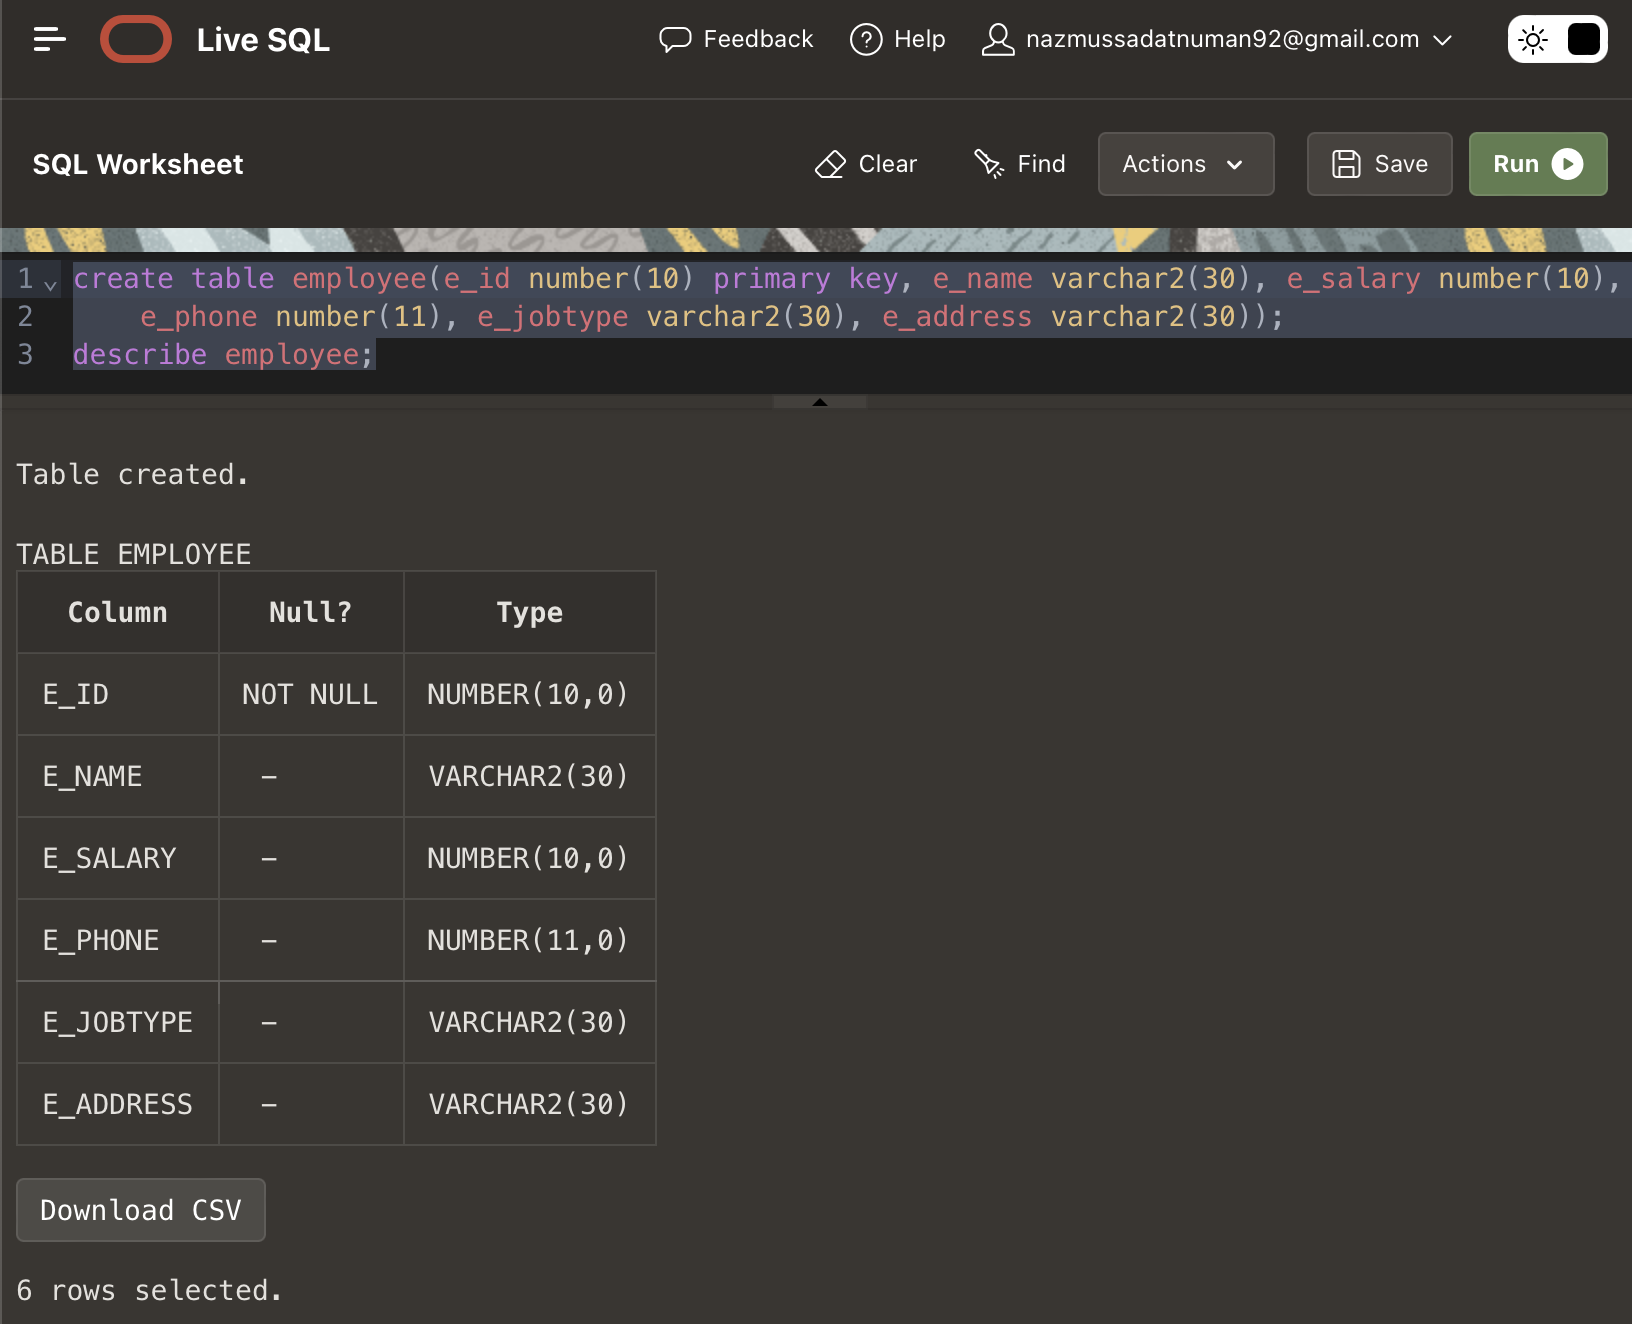 Live SQL
Feedback
Help
nazmussadatnuman92@gmail.com
SQL Worksheet
Clear
Find
Actions
Save
Run
1 create table employee(e_id number(10) primary key, e_name varchar2(30), e_salary number(10),
2 e_phone number(11), e_jobtype varchar2(30), e_address varchar2(30));
3 describe employee;
Table created.
TABLE EMPLOYEE
Column Null? Type
E_ID NOT NULL NUMBER(10,0)
E_NAME - VARCHAR2(30)
E_SALARY - NUMBER(10,0)
E_PHONE - NUMBER(11,0)
E_JOBTYPE - VARCHAR2(30)
E_ADDRESS - VARCHAR2(30)
Download CSV
6 rows selected.